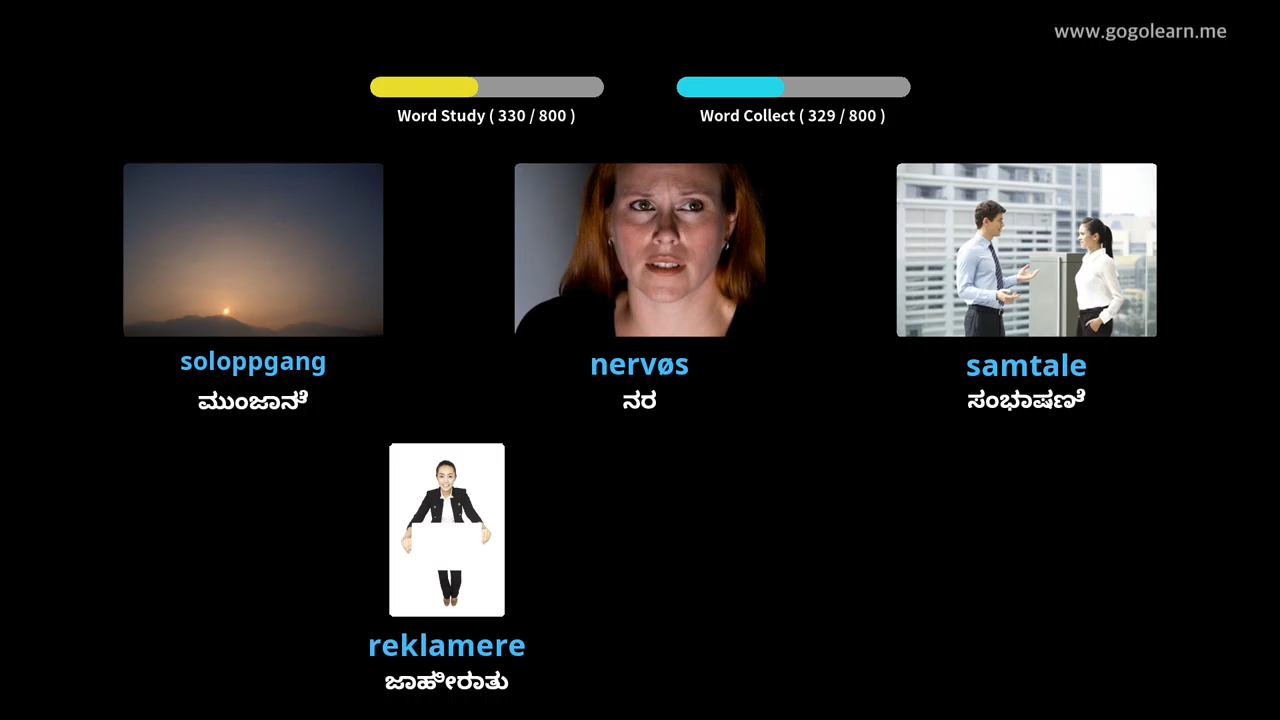 www.gogolearn.me
Word Study ( 330 / 800 )
Word Collect ( 329 / 800 )
soloppgang
nervøs
samtale
ಮುಂಜಾನೆ
ನರ
ಸಂಭಾಷಣೆ
reklamere
ಜಾಹೀರಾತು